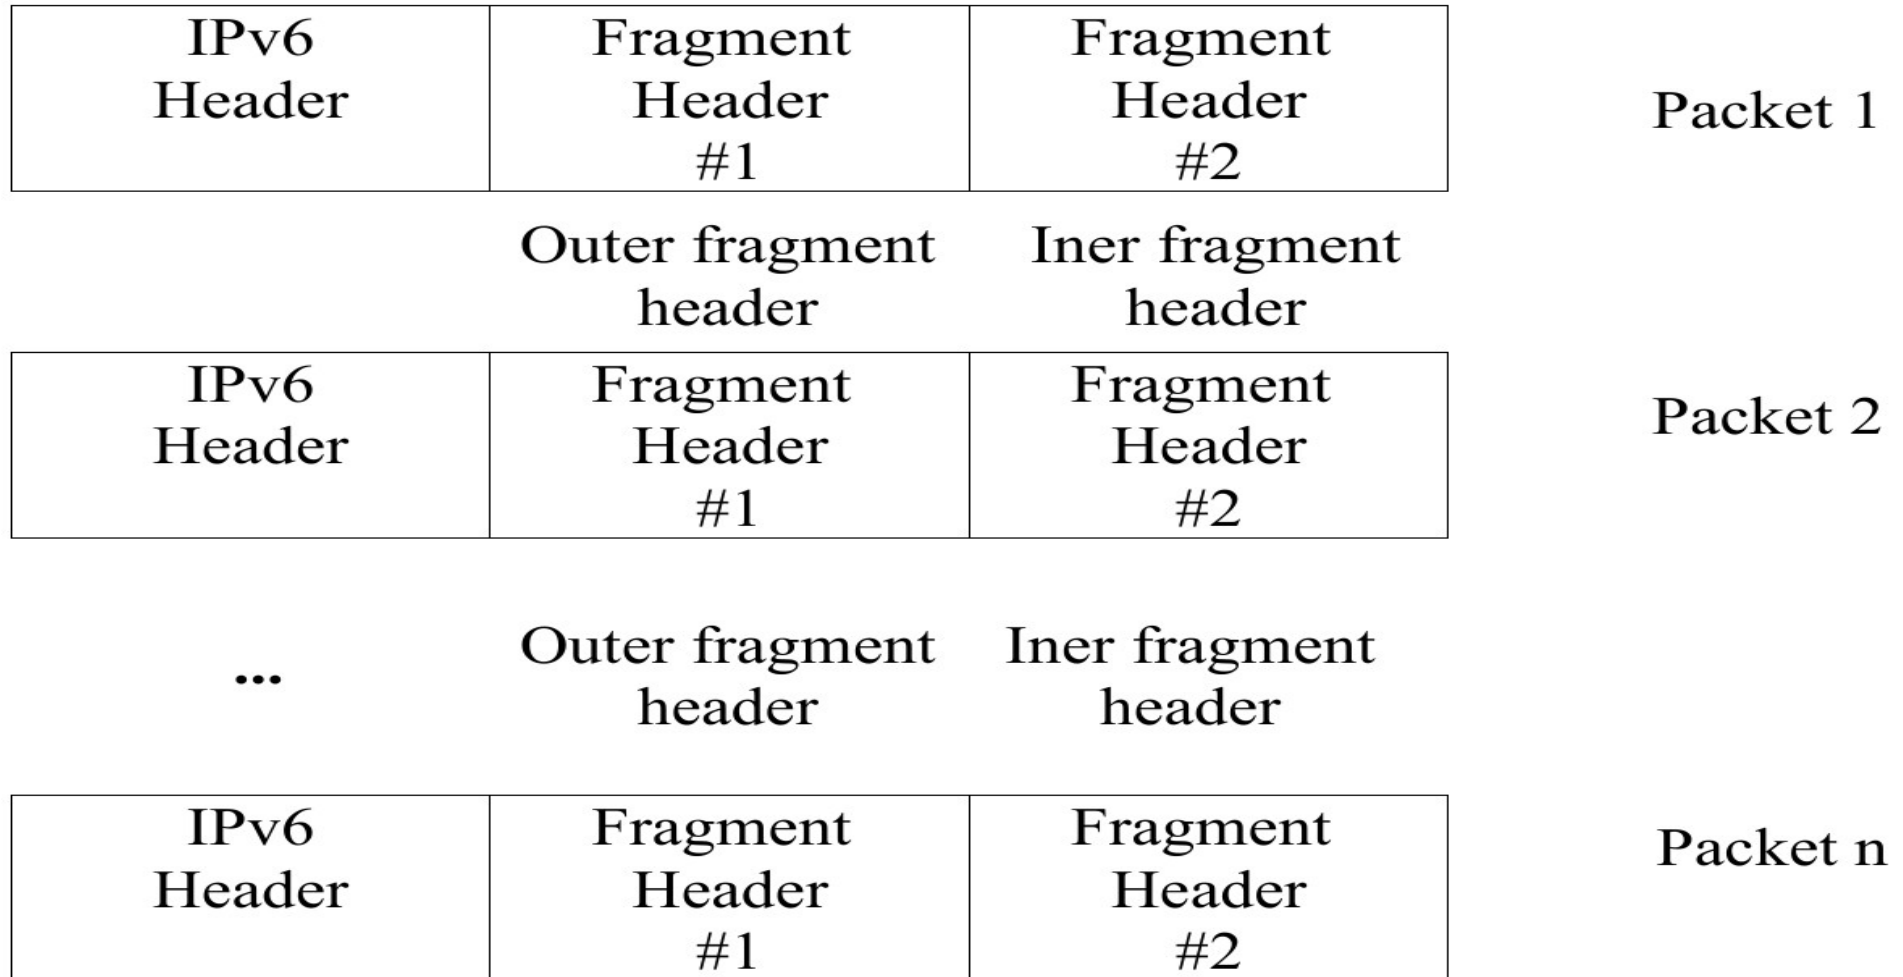 IPv6
Header
Fragment
Header
#1
Fragment
Header
#2
Packet 1
Outer fragment
header
Iner fragment
header
IPv6
Header
Fragment
Header
#1
Fragment
Header
#2
Packet 2
...
Outer fragment
header
Iner fragment
header
IPv6
Header
Fragment
Header
#1
Fragment
Header
#2
Packet n